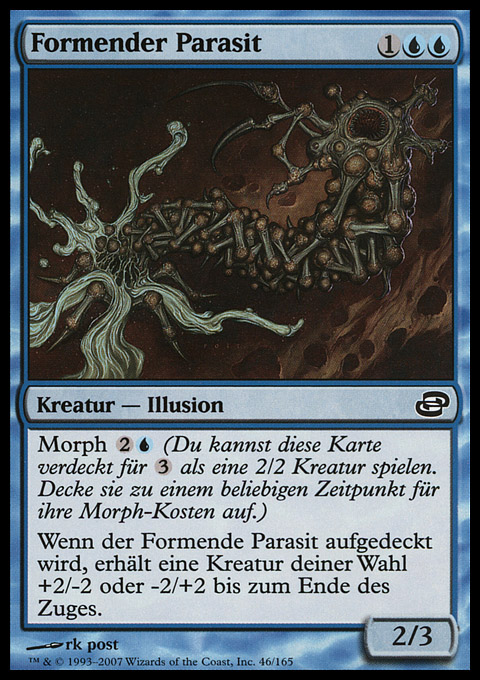 Formender Parasit 1
POST
Kreatur — Illusion
Morph 2 (Du kannst diese Karte
verdeckt für 3 als eine 2/2 Kreatur spielen.
Decke sie zu einem beliebigen Zeitpunkt für
ihre Morph-Kosten auf.)
Wenn der Formende Parasit aufgedeckt
wird, erhält eine Kreatur deiner Wahl
+2/-2 oder -2/+2 bis zum Ende des
Zuges.
2/3
rk post
™ & © 1993–2007 Wizards of the Coast, Inc. 46/165